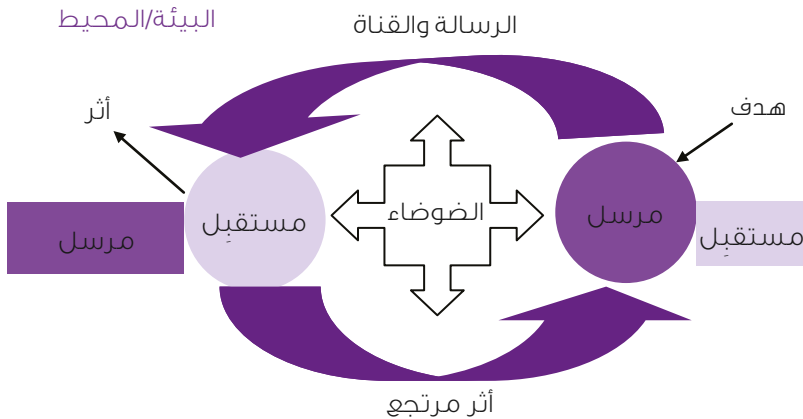 البيئة/المحيط
الرسالة والقناة
هدف
أثر
مرسل
مستقبِل
الضوضاء
مستقبِل
مرسل
أثر مرتجع